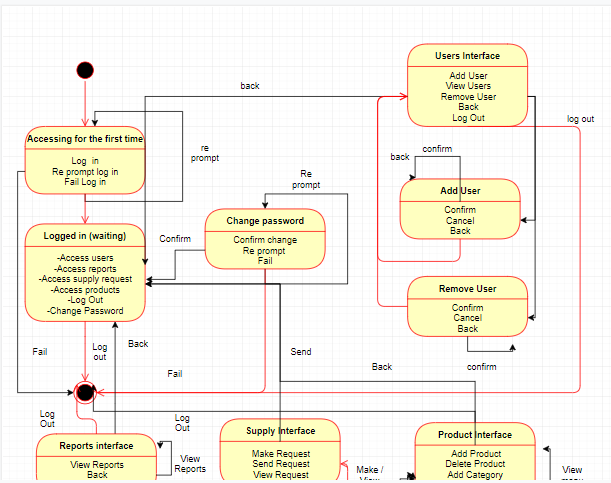 Users Interface
Add User
View Users
Remove User
Back
Log Out
back
log out
Accessing for the first time
Log in
Re prompt log in
Fail Log in
re
prompt
confirm
back
Add User
Confirm
Cancel
Back
Re
prompt
Change password
Confirm change
Re prompt
Fail
Confirm
Logged in (waiting)
-Access users
-Access reports
-Access supply request
-Access products
-Log Out
-Change Password
Remove User
Confirm
Cancel
Back
confirm
Fail
Log
out
Back
Send
Back
Fail
Log
Out
Log
Out
Reports interface
View Reports
Back
View
Reports
Supply Interface
Make Request
Send Request
View Request
Make /
View
Product Interface
Add Product
Delete Product
Add Category
View
menu